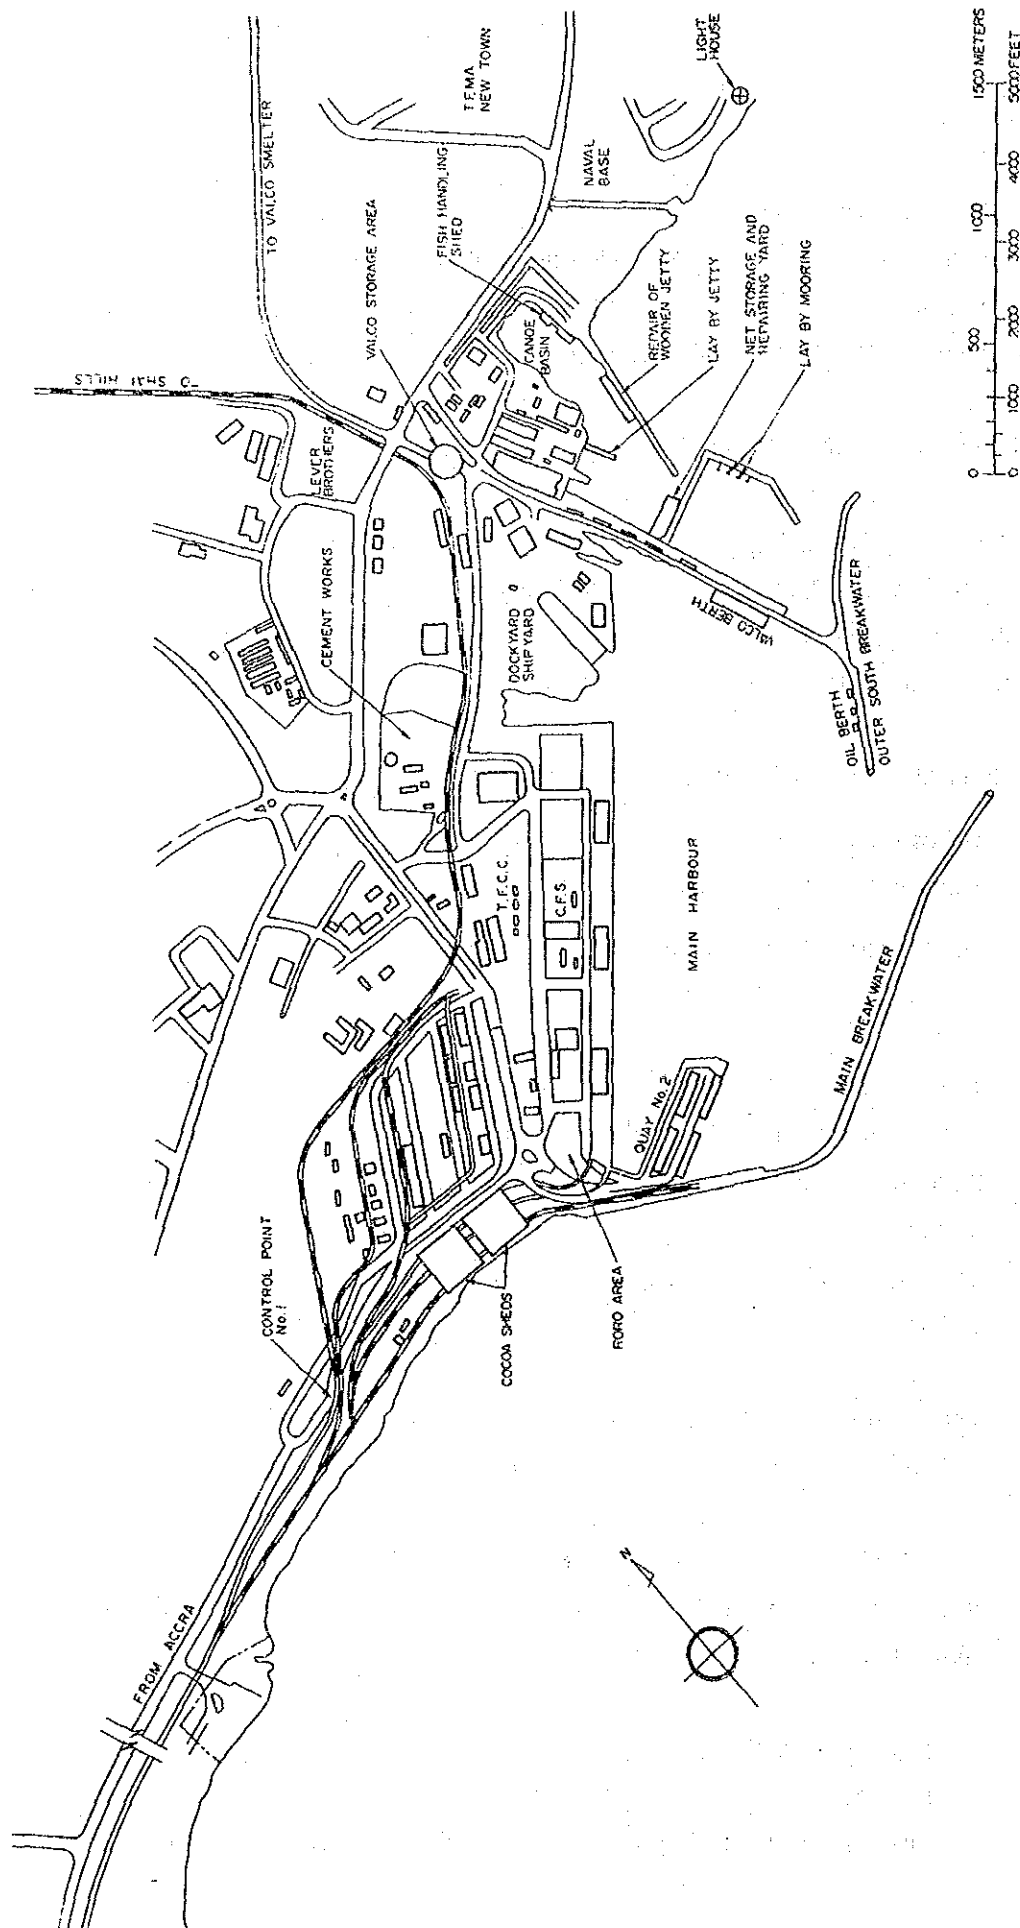 FROM ACCRA
CONTROL POINT
No. 1
COCOA SHEDS
RORO AREA
QUAY No. 2
MAIN BREAKWATER
MAIN HARBOUR
T.F.C.C.
C.F.S.
CEMENT WORKS
DOCKYARD
SHIP YARD
LEVER
BROTHERS
TO SHAI HILLS
TO VALCO SMELTER
VALCO STORAGE AREA
FISH HANDLING
SHED
TEMA
NEW TOWN
CANOE
BASIN
NAVAL
BASE
LIGHT
HOUSE
REPAIR OF
WOODEN JETTY
LAY BY JETTY
NET STORAGE AND
REPAIRING YARD
LAY BY MOORING
VALCO BERTH
OIL BERTH
OUTER SOUTH BREAKWATER
N
0 500 1000 1500 METERS
0 1000 2000 3000 4000 5000 FEET